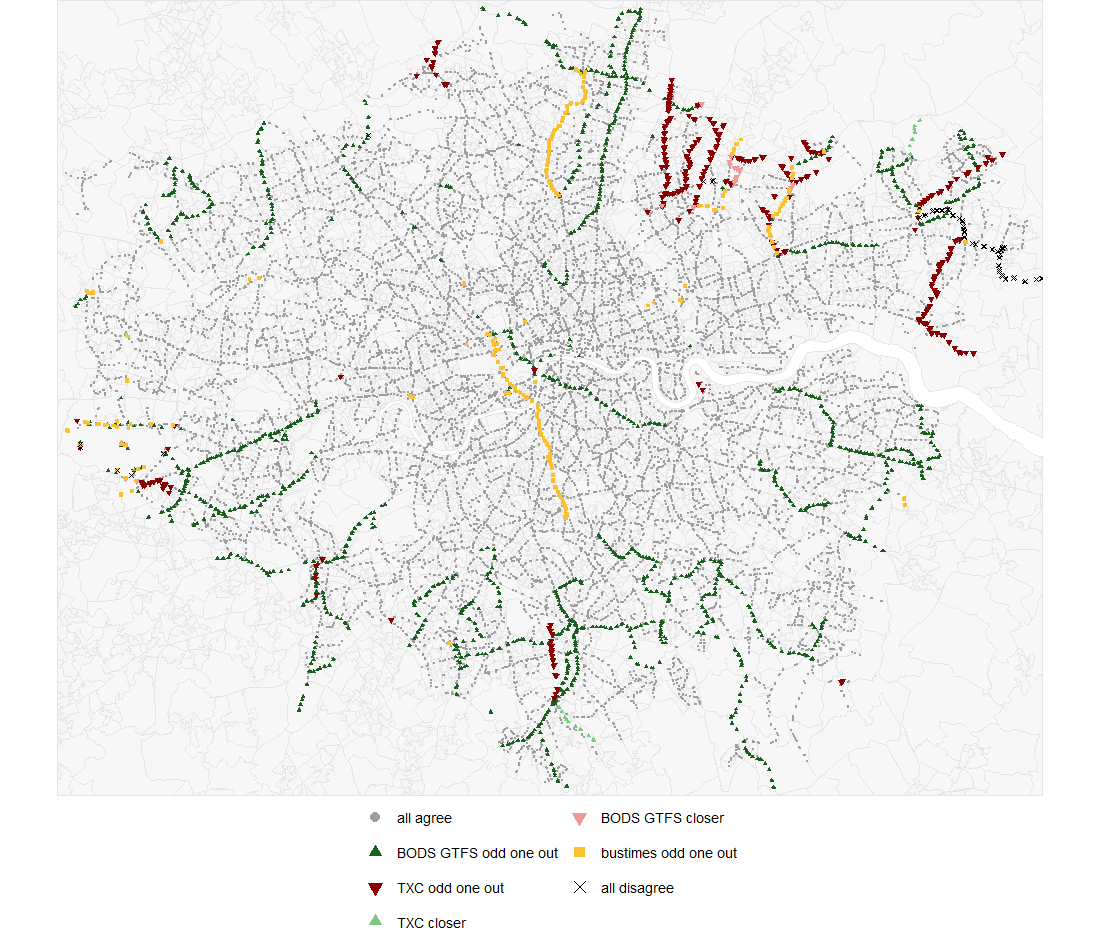 all agree
BODS GTFS closer
BODS GTFS odd one out
bustimes odd one out
TXC odd one out
all disagree
TXC closer